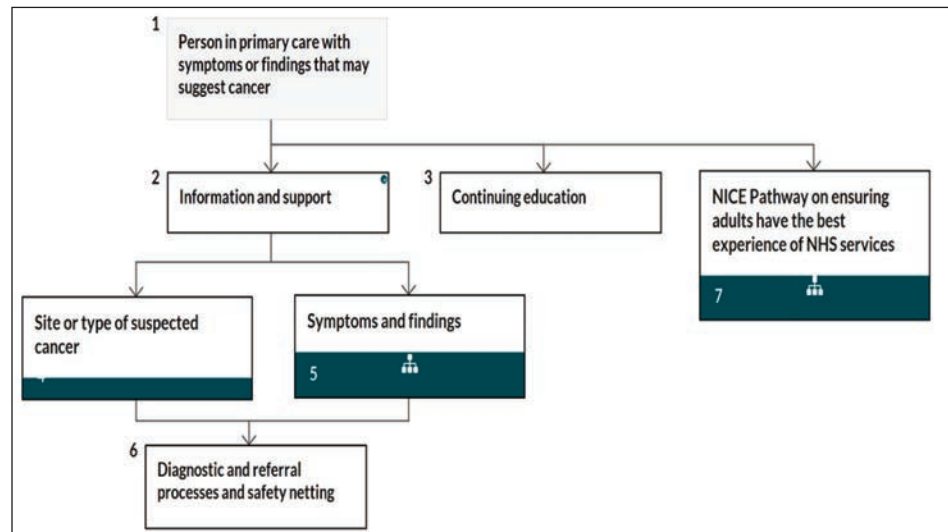 1
Person in primary care with
symptoms or findings that may
suggest cancer
2
Information and support
3
Continuing education
NICE Pathway on ensuring
adults have the best
experience of NHS services
7
Site or type of suspected
cancer
Symptoms and findings
5
6
Diagnostic and referral
processes and safety netting